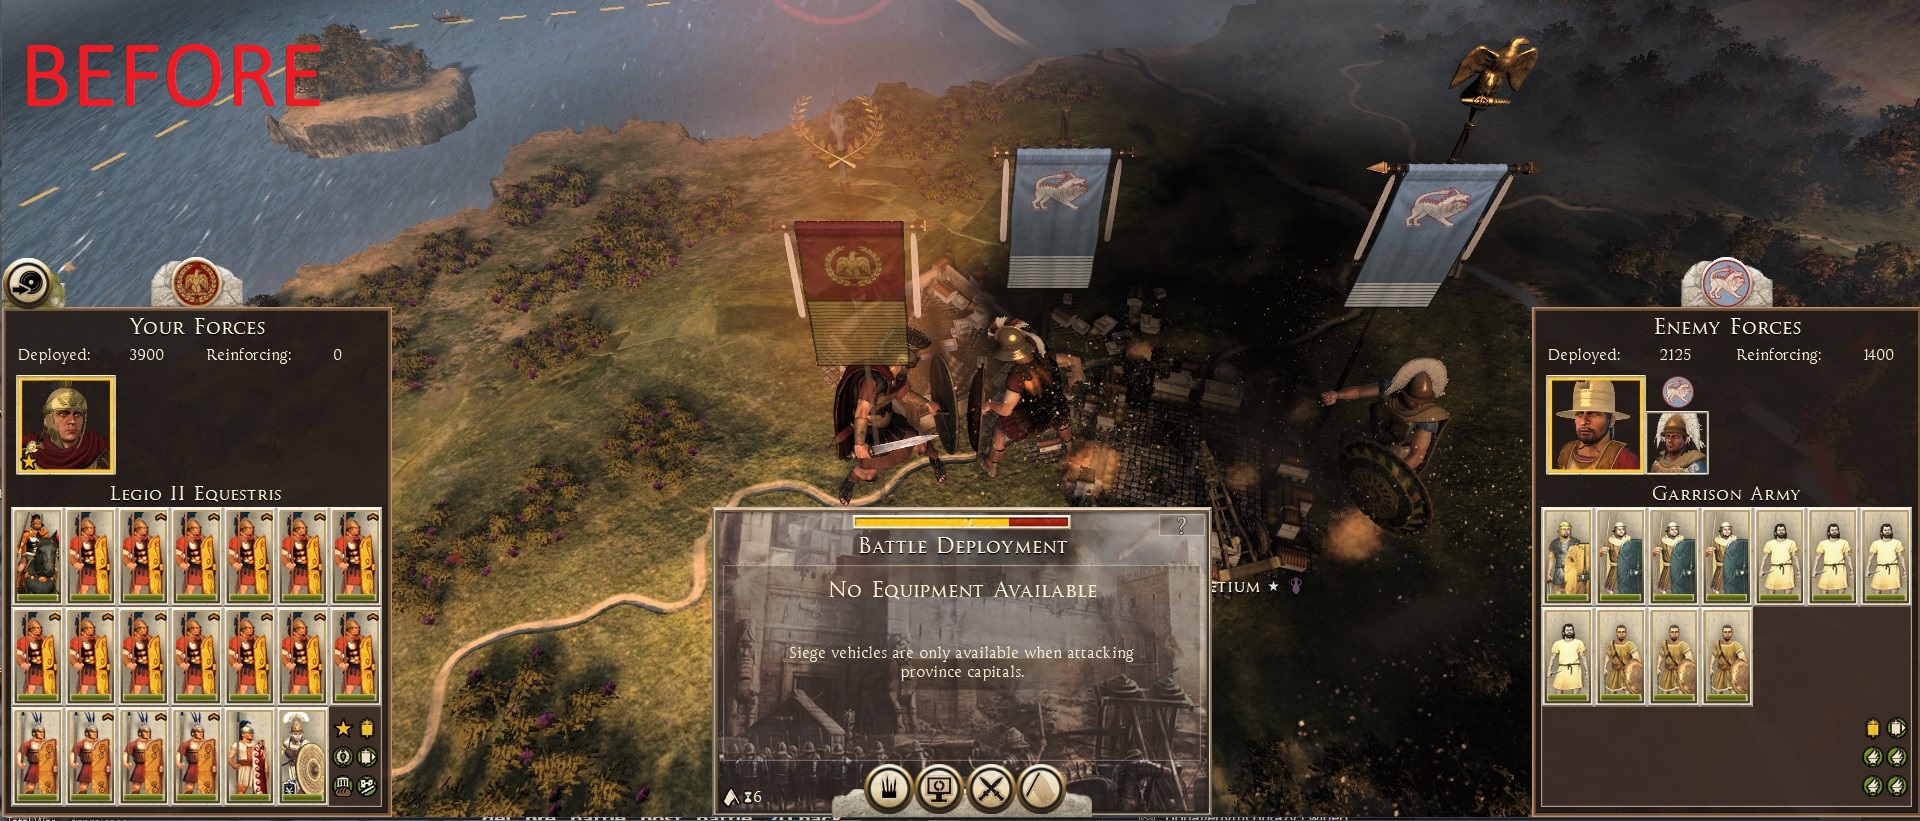 BEFORE
Your Forces
Deployed: 3900 Reinforcing: 0
Legio II Equestris
Enemy Forces
Deployed: 2125 Reinforcing: 1400
Garrison Army
?
Battle Deployment
No Equipment Available
Siege vehicles are only available when attacking
province capitals.
6
ETIUM